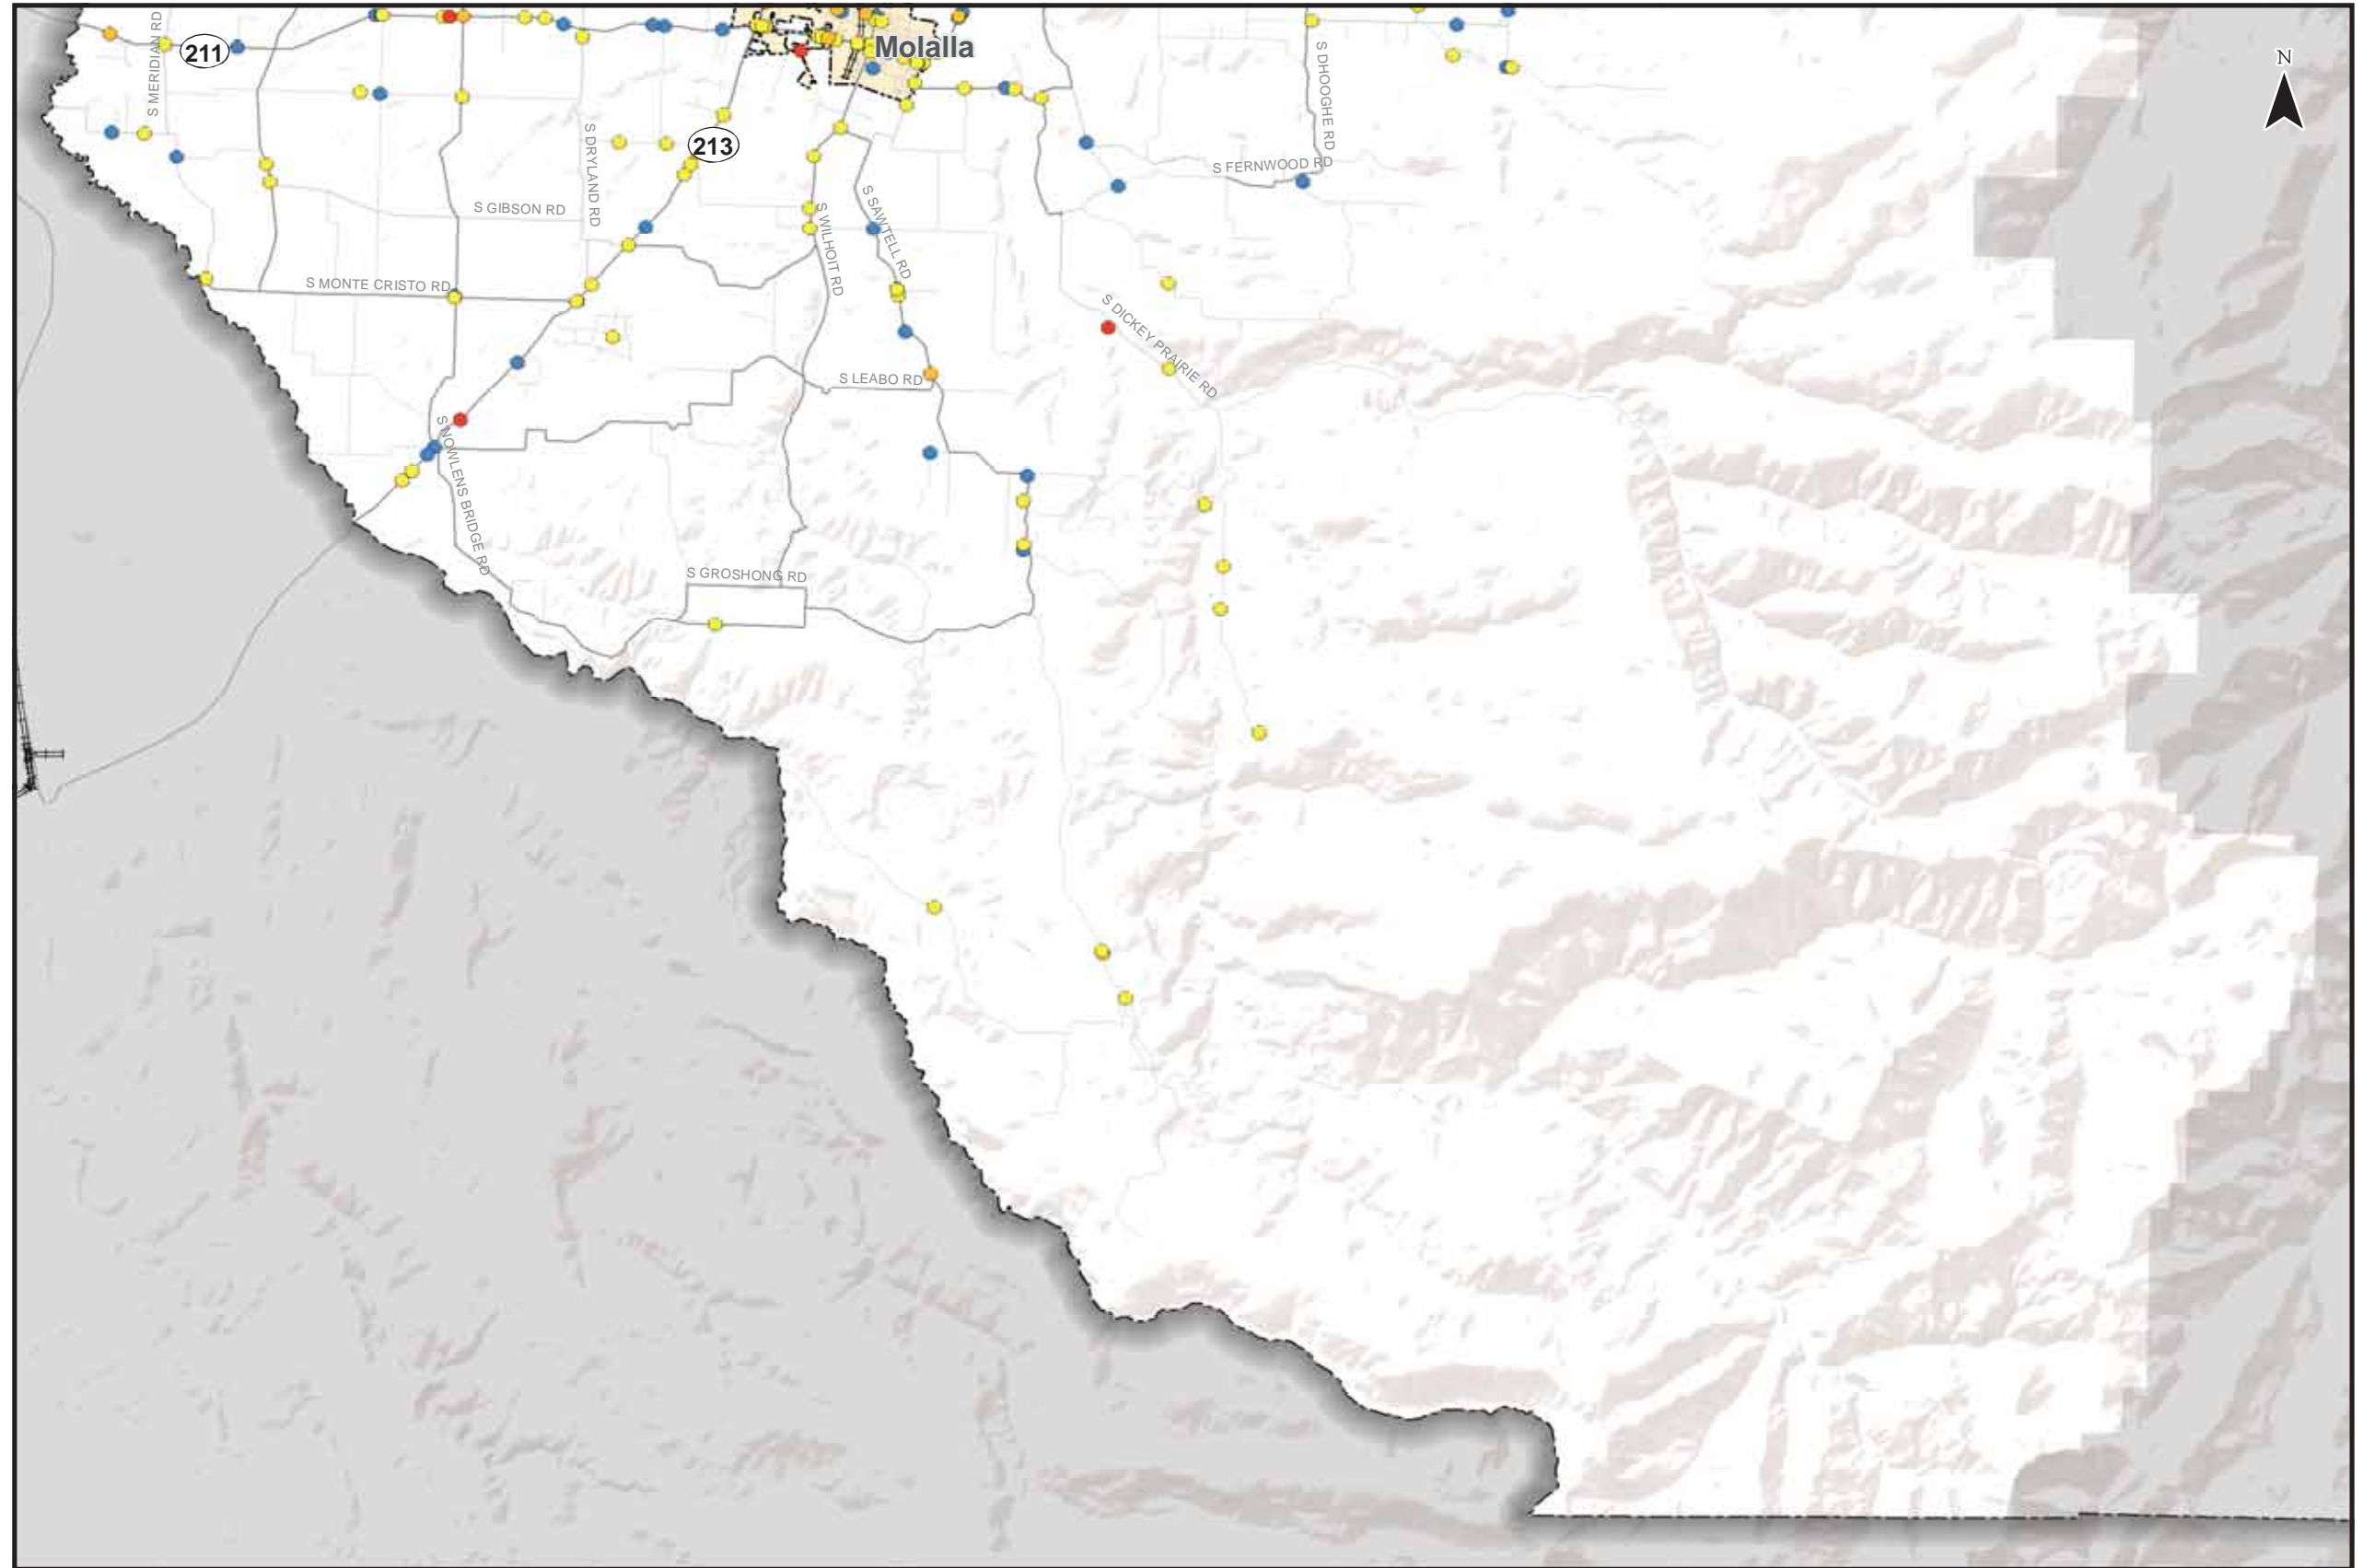 N
Molalla
211
S MERIDIAN RD
S DHOOGHE RD
213
S DRYLAND RD
S FERNWOOD RD
S GIBSON RD
S WILHOIT RD
S SAWTELL RD
S MONTE CRISTO RD
S DICKEY PRAIRIE RD
S LEABO RD
S NOWLENS BRIDGE RD
S GROSHONG RD